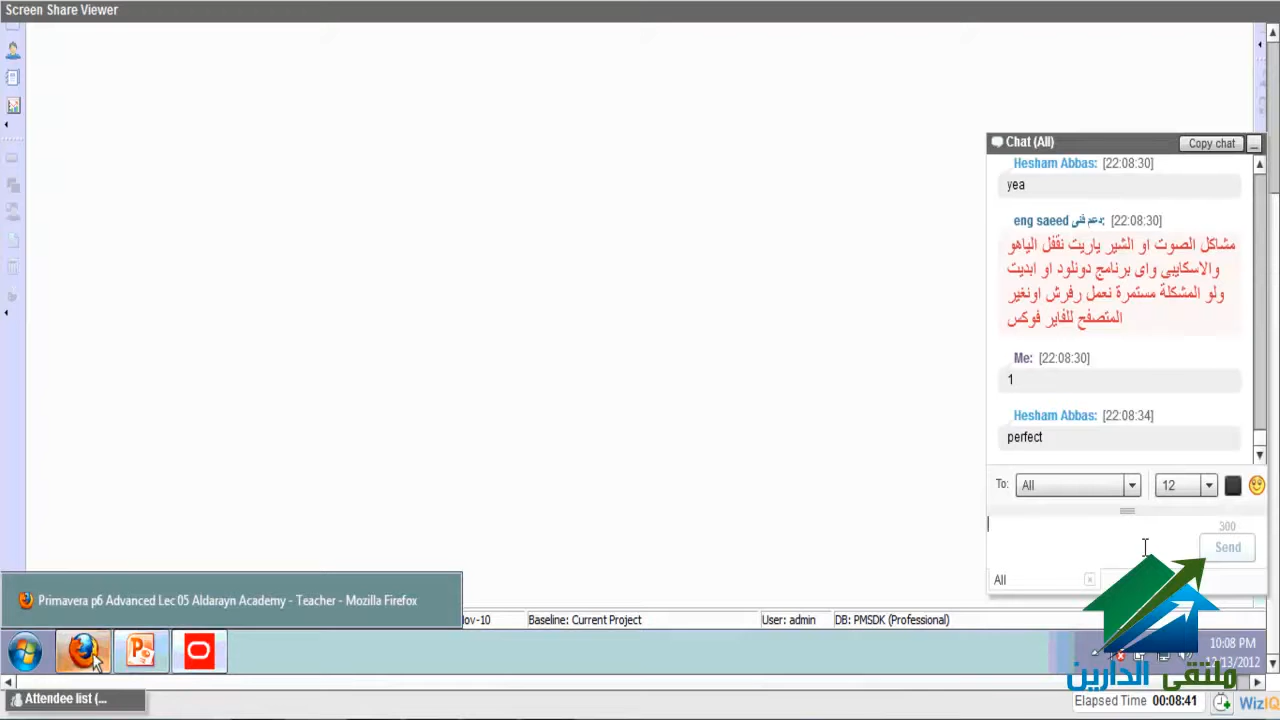 Screen Share Viewer
Chat (All)
Copy chat
Hesham Abbas: [22:08:30]
yea
eng saeed دعم فنى: [22:08:30]
مشاكل الصوت او الشير ياريت نقفل الياهو
والاسكايبى واى برنامج دونلود او ابديت
ولو المشكلة مستمرة نعمل رفرش اونغير
المتصفح للفاير فوكس
Me: [22:08:30]
1
Hesham Abbas: [22:08:34]
perfect
To: All 12
300
Send
All
Primavera p6 Advanced Lec 05 Aldarayn Academy - Teacher - Mozilla Firefox
ov-10 Baseline: Current Project User: admin DB: PMSDK (Professional)
10:08 PM
/13/2012
ملتقى الدارين
Attendee list (...
Elapsed Time 00:08:41
WizIQ